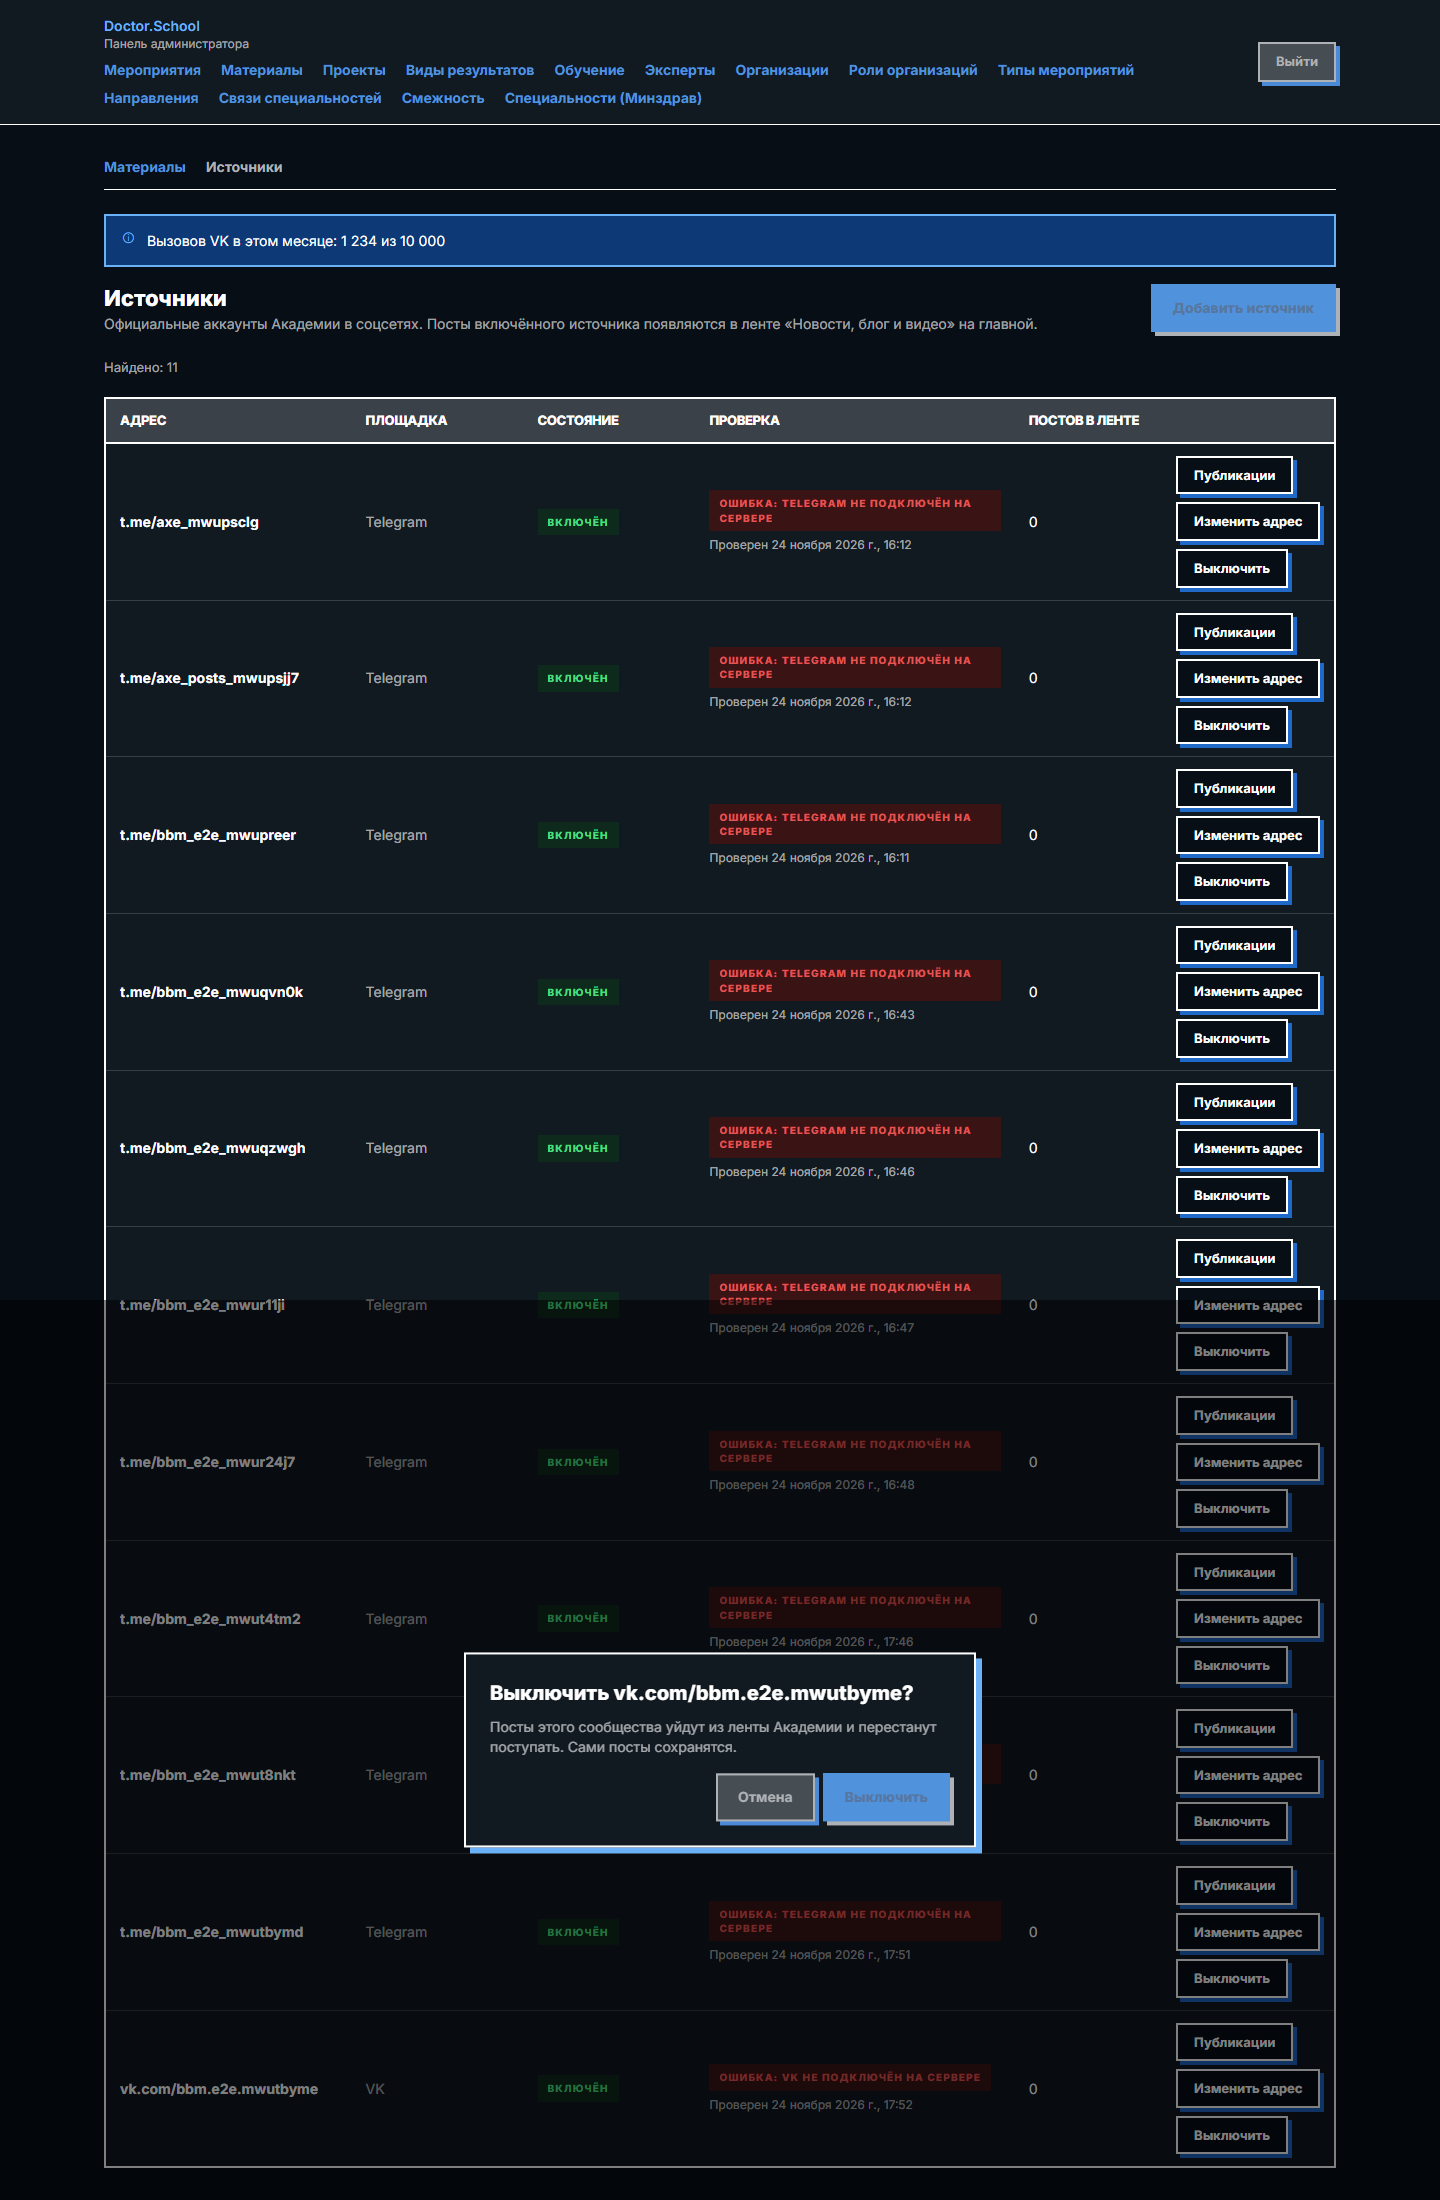 Doctor.School
Панель администратора
Мероприятия Материалы Проекты Виды результатов Обучение Эксперты Организации Роли организаций Типы мероприятий
Направления Связи специальностей Смежность Специальности (Минздрав)
Выйти
Материалы Источники
Вызовов VK в этом месяце: 1 234 из 10 000
Источники
Официальные аккаунты Академии в соцсетях. Посты включённого источника появляются в ленте «Новости, блог и видео» на главной.
Добавить источник
Найдено: 11
АДРЕС ПЛОЩАДКА СОСТОЯНИЕ ПРОВЕРКА ПОСТОВ В ЛЕНТЕ
t.me/axe_mwupsclg Telegram ВКЛЮЧЁН
ОШИБКА: TELEGRAM НЕ ПОДКЛЮЧЁН НА
СЕРВЕРЕ
Проверен 24 ноября 2026 г., 16:12
0
Публикации
Изменить адрес
Выключить
t.me/axe_posts_mwupsjj7 Telegram ВКЛЮЧЁН
ОШИБКА: TELEGRAM НЕ ПОДКЛЮЧЁН НА
СЕРВЕРЕ
Проверен 24 ноября 2026 г., 16:12
0
Публикации
Изменить адрес
Выключить
t.me/bbm_e2e_mwupreer Telegram ВКЛЮЧЁН
ОШИБКА: TELEGRAM НЕ ПОДКЛЮЧЁН НА
СЕРВЕРЕ
Проверен 24 ноября 2026 г., 16:11
0
Публикации
Изменить адрес
Выключить
t.me/bbm_e2e_mwuqvn0k Telegram ВКЛЮЧЁН
ОШИБКА: TELEGRAM НЕ ПОДКЛЮЧЁН НА
СЕРВЕРЕ
Проверен 24 ноября 2026 г., 16:43
0
Публикации
Изменить адрес
Выключить
t.me/bbm_e2e_mwuqzwgh Telegram ВКЛЮЧЁН
ОШИБКА: TELEGRAM НЕ ПОДКЛЮЧЁН НА
СЕРВЕРЕ
Проверен 24 ноября 2026 г., 16:46
0
Публикации
Изменить адрес
Выключить
t.me/bbm_e2e_mwur11ji Telegram ВКЛЮЧЁН
ОШИБКА: TELEGRAM НЕ ПОДКЛЮЧЁН НА
СЕРВЕРЕ
Проверен 24 ноября 2026 г., 16:47
0
Публикации
Изменить адрес
Выключить
t.me/bbm_e2e_mwur24j7 Telegram ВКЛЮЧЁН
ОШИБКА: TELEGRAM НЕ ПОДКЛЮЧЁН НА
СЕРВЕРЕ
Проверен 24 ноября 2026 г., 16:48
0
Публикации
Изменить адрес
Выключить
t.me/bbm_e2e_mwut4tm2 Telegram ВКЛЮЧЁН
ОШИБКА: TELEGRAM НЕ ПОДКЛЮЧЁН НА
СЕРВЕРЕ
Проверен 24 ноября 2026 г., 17:46
0
Публикации
Изменить адрес
Выключить
Выключить vk.com/bbm.e2e.mwutbyme?
Посты этого сообщества уйдут из ленты Академии и перестанут
поступать. Сами посты сохранятся.
Отмена Выключить
t.me/bbm_e2e_mwut8nkt Telegram
0
Публикации
Изменить адрес
Выключить
t.me/bbm_e2e_mwutbymd Telegram ВКЛЮЧЁН
ОШИБКА: TELEGRAM НЕ ПОДКЛЮЧЁН НА
СЕРВЕРЕ
Проверен 24 ноября 2026 г., 17:51
0
Публикации
Изменить адрес
Выключить
vk.com/bbm.e2e.mwutbyme VK ВКЛЮЧЁН
ОШИБКА: VK НЕ ПОДКЛЮЧЁН НА СЕРВЕРЕ
Проверен 24 ноября 2026 г., 17:52
0
Публикации
Изменить адрес
Выключить